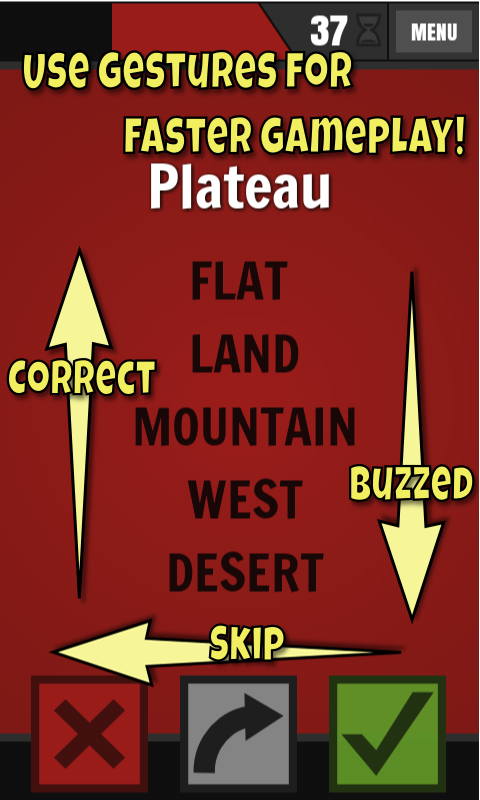 37
MENU
USE GESTURES FOR
FASTER GAMEPLAY!
Plateau
FLAT
LAND
CORRECT
MOUNTAIN
BUZZED
WEST
DESERT
SKIP